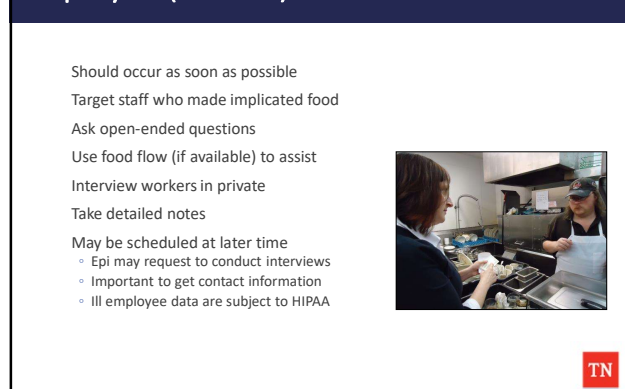 Should occur as soon as possible
Target staff who made implicated food
Ask open-ended questions
Use food flow (if available) to assist
Interview workers in private
Take detailed notes
May be scheduled at later time
◦ Epi may request to conduct interviews
◦ Important to get contact information
◦ Ill employee data are subject to HIPAA
TN